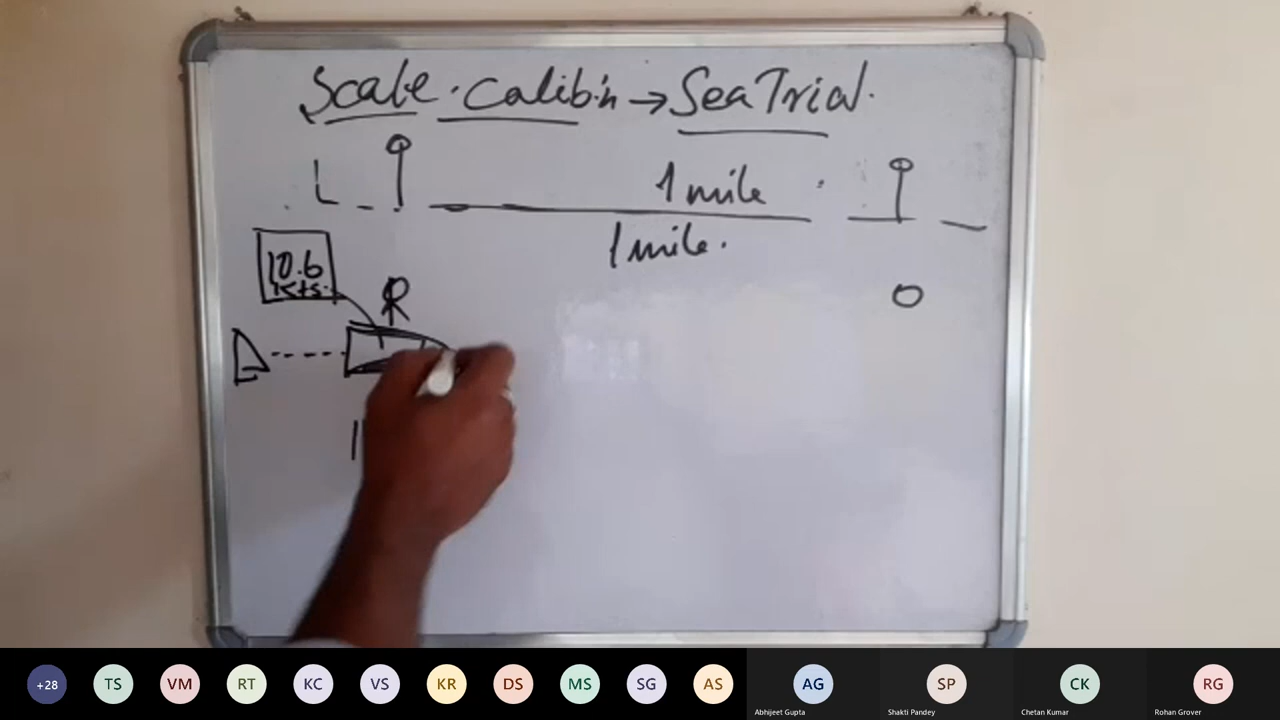 Scale. Calib'n → Sea Trial.
1 mile
L
1 mile.
10.6
kts.
R
+28 TS VM RT KC VS KR DS MS SG AS AG SP CK RG
Abhijeet Gupta Shakti Pandey Chetan Kumar Rohan Grover